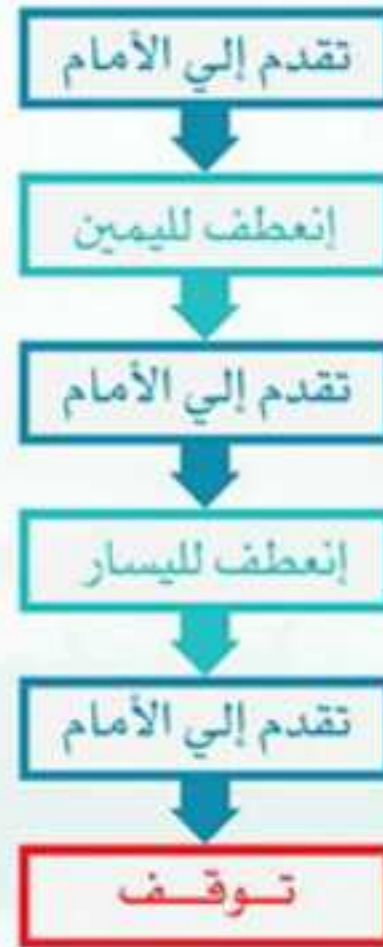 تقدم إلي الأمام
إنعطف لليمين
تقدم إلي الأمام
إنعطف لليسار
تقدم إلي الأمام
تـوقـف